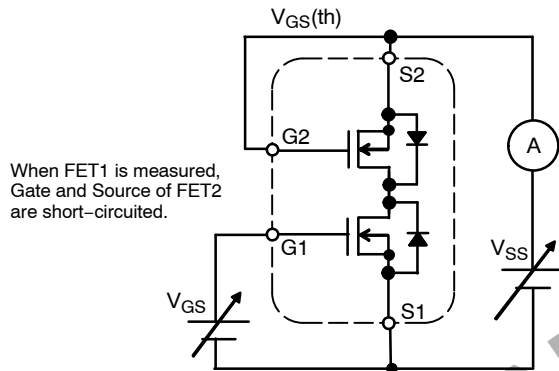 VGS(th)
S2
G2
A
When FET1 is measured,
Gate and Source of FET2
are short−circuited.
G1
VSS
VGS
S1